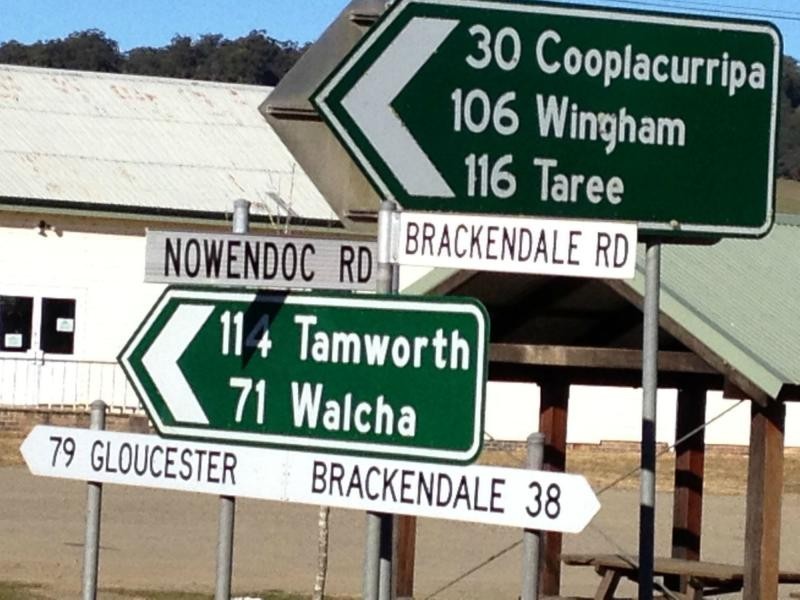 30 Cooplacurripa
106 Wingham
116 Taree
NOWENDOC RD
BRACKENDALE RD
114 Tamworth
71 Walcha
79 GLOUCESTER BRACKENDALE 38